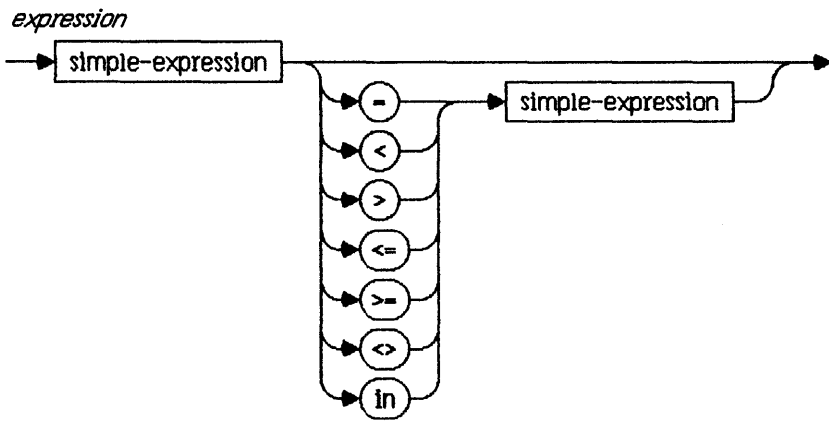 expression
simple-expression
=
simple-expression
<
>
<=
>=
<>
in